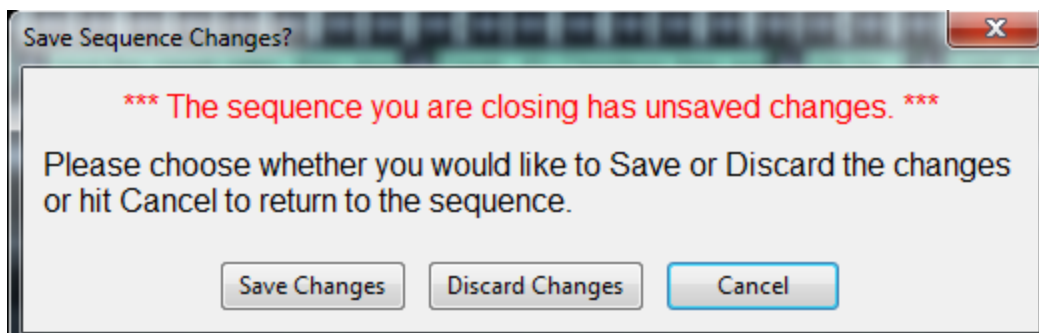 Save Sequence Changes?
*** The sequence you are closing has unsaved changes. ***
Please choose whether you would like to Save or Discard the changes
or hit Cancel to return to the sequence.
Save Changes Discard Changes Cancel